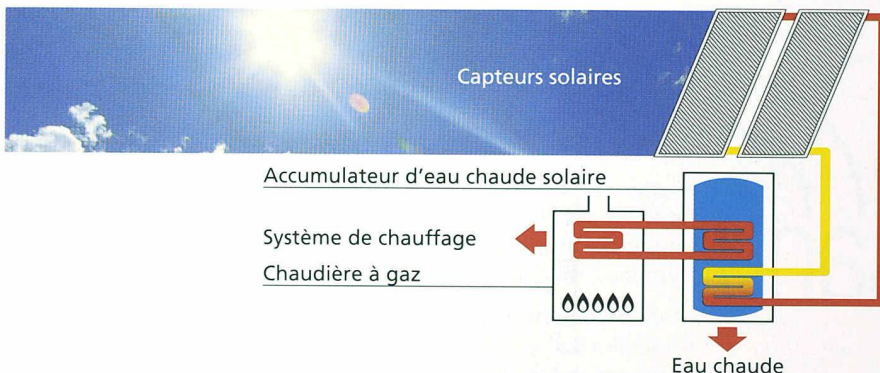 Capteurs solaires
Accumulateur d'eau chaude solaire
Système de chauffage
Chaudière à gaz
Eau chaude